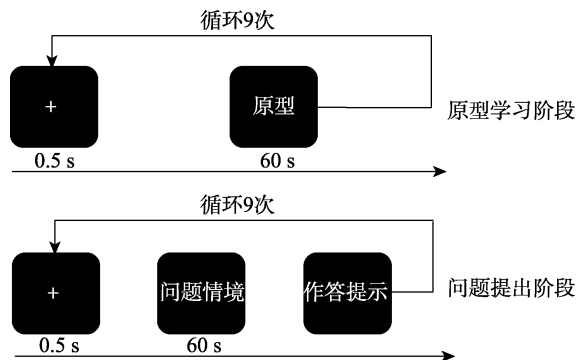 循环9次
+
原型
原型学习阶段
0.5 s
60 s
循环9次
+
问题情境
作答提示
问题提出阶段
0.5 s
60 s